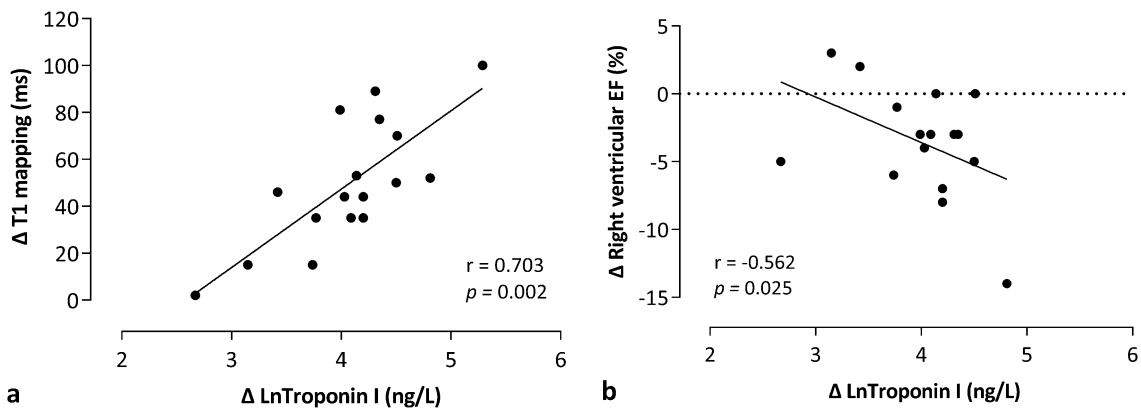 120
100
80
60
40
20
0
Δ T1 mapping (ms)
r = 0.703
p = 0.002
2 3 4 5 6
Δ LnTroponin I (ng/L)
a
5
0
-5
-10
-15
Δ Right ventricular EF (%)
r = -0.562
p = 0.025
2 3 4 5 6
Δ LnTroponin I (ng/L)
b